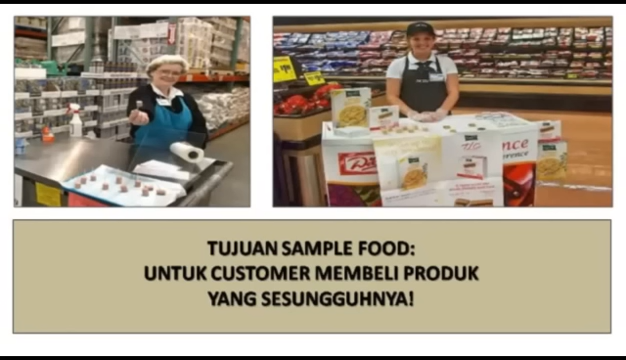 TUJUAN SAMPLE FOOD:
UNTUK CUSTOMER MEMBELI PRODUK
YANG SESUNGGUHNYA!